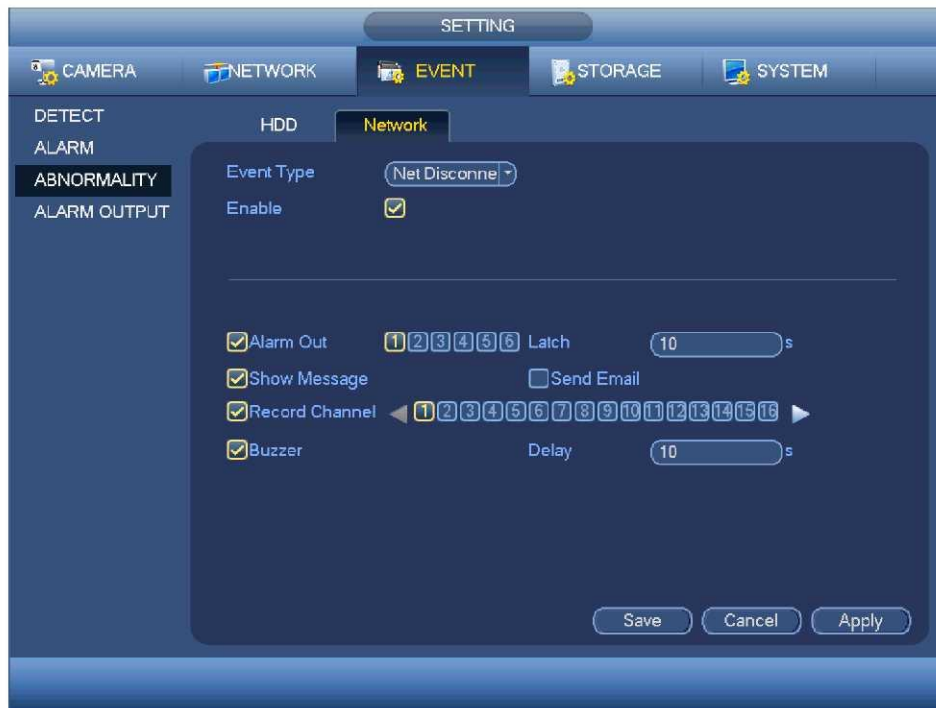 SETTING
CAMERA NETWORK EVENT STORAGE SYSTEM
DETECT
ALARM
ABNORMALITY
ALARM OUTPUT
HDD Network
Event Type Net Disconne
Enable
Alarm Out 1 2 3 4 5 6 Latch 10 s
Show Message Send Email
Record Channel 1 2 3 4 5 6 7 8 9 10 11 12 13 14 15 16
Buzzer Delay 10 s
Save Cancel Apply